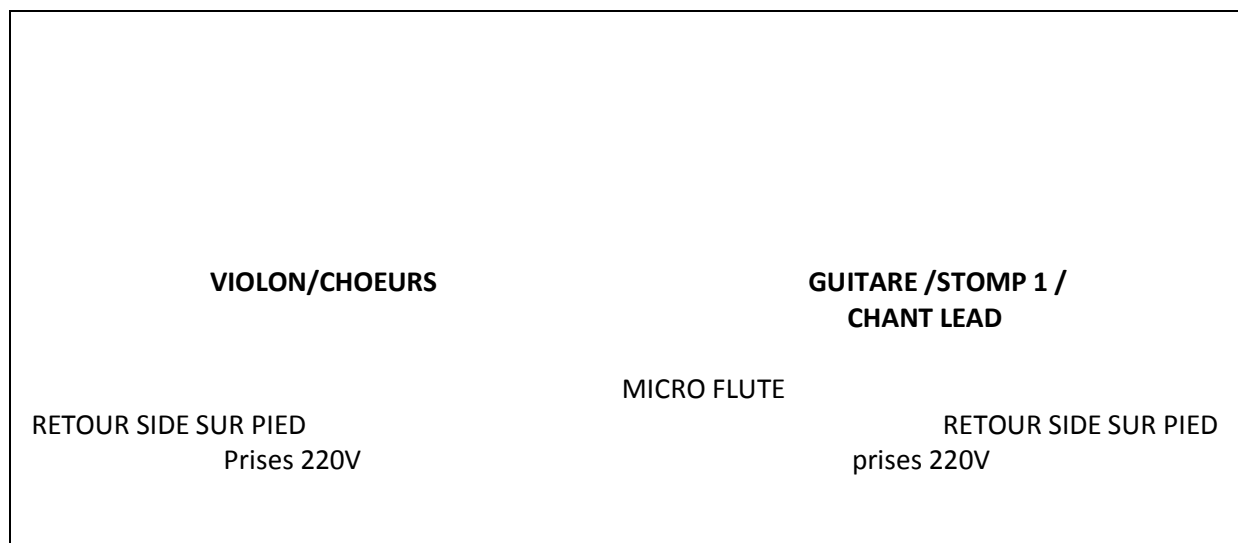 VIOLON/CHOEURS
GUITARE /STOMP 1 /
CHANT LEAD
MICRO FLUTE
RETOUR SIDE SUR PIED
RETOUR SIDE SUR PIED
Prises 220V
prises 220V